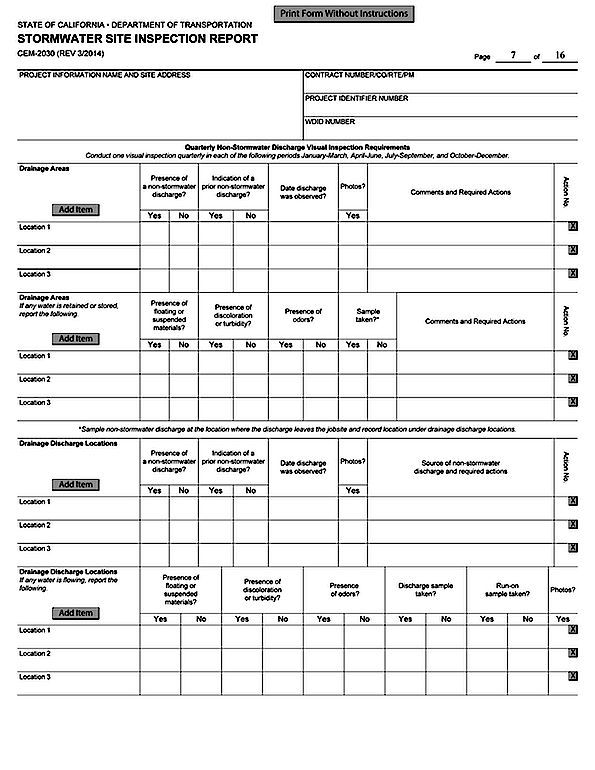 Print Form Without Instructions
STATE OF CALIFORNIA • DEPARTMENT OF TRANSPORTATION
STORMWATER SITE INSPECTION REPORT
CEM-2030 (REV 3/2014)
Page 7 of 16
PROJECT INFORMATION NAME AND SITE ADDRESS
CONTRACT NUMBER/CO/RTE/PM
PROJECT IDENTIFIER NUMBER
WDID NUMBER
Quarterly Non-Stormwater Discharge Visual Inspection Requirements
Conduct one visual inspection quarterly in each of the following periods January-March, April-June, July-September, and October-December.
Drainage Areas
Add Item
Presence of
a non-stormwater
discharge?
Indication of a
prior non-stormwater
discharge?
Date discharge
was observed?
Photos?
Comments and Required Actions
Action No.
Yes No Yes No Yes
Location 1 X
Location 2 X
Location 3 X
Drainage Areas
If any water is retained or stored,
report the following.
Add Item
Presence of
floating or
suspended
materials?
Presence of
discoloration
or turbidity?
Presence of
odors?
Sample
taken?*
Comments and Required Actions
Action No.
Yes No Yes No Yes No Yes No
Location 1 X
Location 2 X
Location 3 X
*Sample non-stormwater discharge at the location where the discharge leaves the jobsite and record location under drainage discharge locations.
Drainage Discharge Locations
Add Item
Presence of
a non-stormwater
discharge?
Indication of a
prior non-stormwater
discharge?
Date discharge
was observed?
Photos?
Source of non-stormwater
discharge and required actions
Action No.
Yes No Yes No Yes
Location 1 X
Location 2 X
Location 3 X
Drainage Discharge Locations
If any water is flowing, report the
following.
Add Item
Presence of
floating or
suspended
materials?
Presence of
discoloration
or turbidity?
Presence
of odors?
Discharge sample
taken?
Run-on
sample taken?
Photos?
Yes No Yes No Yes No Yes No Yes No Yes
Location 1 X
Location 2 X
Location 3 X